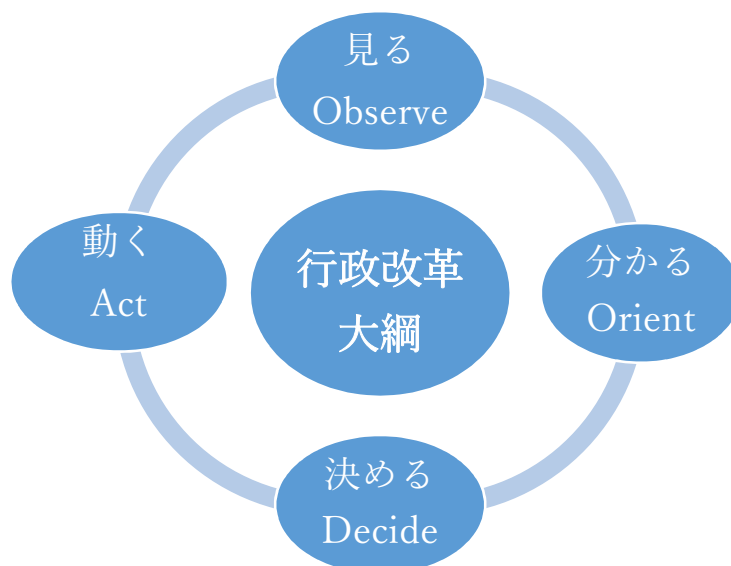 見る
Observe
分かる
Orient
決める
Decide
動く
Act
行政改革
大綱